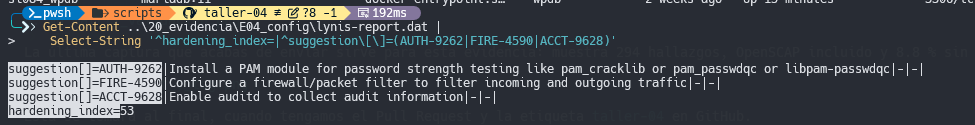 pwsh scripts taller-04 ≢ ?8 -1 192ms
Get-Content ..\20_evidencia\E04_config\lynis-report.dat |
> Select-String '^hardening_index=|^suggestion\[\]=(AUTH-9262|FIRE-4590|ACCT-9628)'
suggestion[]=AUTH-9262|Install a PAM module for password strength testing like pam_cracklib or pam_passwdqc or libpam-passwdqc|-|-|
suggestion[]=FIRE-4590|Configure a firewall/packet filter to filter incoming and outgoing traffic|-|-|
suggestion[]=ACCT-9628|Enable auditd to collect audit information|-|-|
hardening_index=53